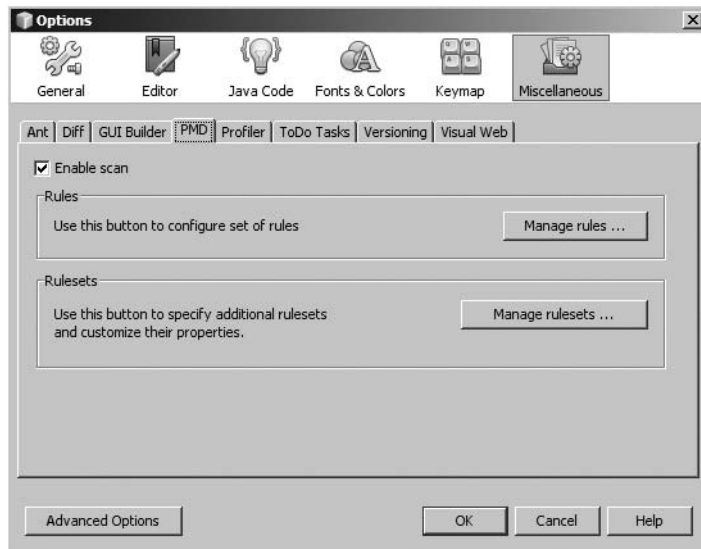 Options
General Editor Java Code Fonts & Colors Keymap Miscellaneous
Ant Diff GUI Builder PMD Profiler ToDo Tasks Versioning Visual Web
Enable scan
Rules
Use this button to configure set of rules Manage rules ...
Rulesets
Use this button to specify additional rulesets
and customize their properties.
Manage rulesets ...
Advanced Options OK Cancel Help